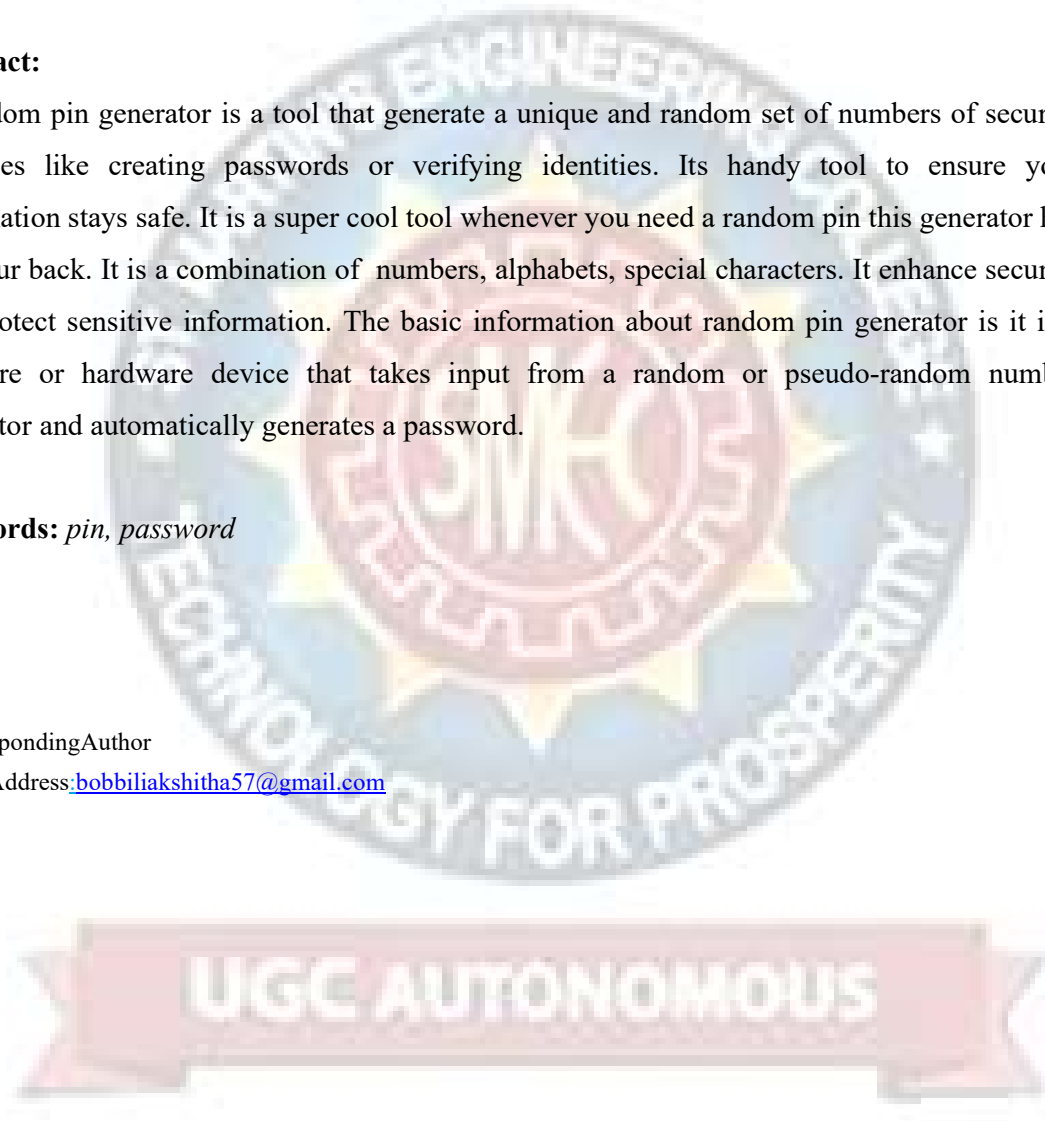 act:
dom pin generator is a tool that generate a unique and random set of numbers of secur
es like creating passwords or verifying identities. Its handy tool to ensure yo
ation stays safe. It is a super cool tool whenever you need a random pin this generator h
ur back. It is a combination of numbers, alphabets, special characters. It enhance secur
rotect sensitive information. The basic information about random pin generator is it i
re or hardware device that takes input from a random or pseudo-random numb
tor and automatically generates a password.
ords: pin, password
pondingAuthor
Address:bobbiliakshitha57@gmail.com
ENGINEERING COLLEGE
SMEC
TECHNOLOGY FOR PROSPERITY
UGC AUTONOMOUS